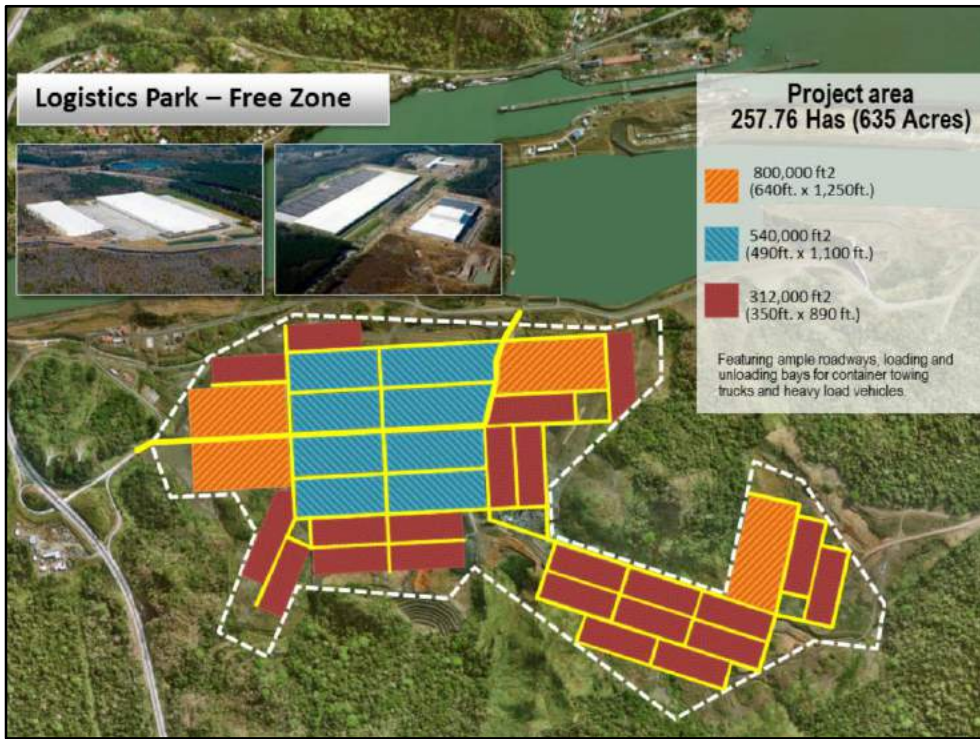 Logistics Park – Free Zone
Project area
257.76 Has (635 Acres)
800,000 ft2
(640ft. x 1,250ft.)
540,000 ft2
(490ft. x 1,100 ft.)
312,000 ft2
(350ft. x 890 ft.)
Featuring ample roadways, loading and
unloading bays for container towing
trucks and heavy load vehicles.